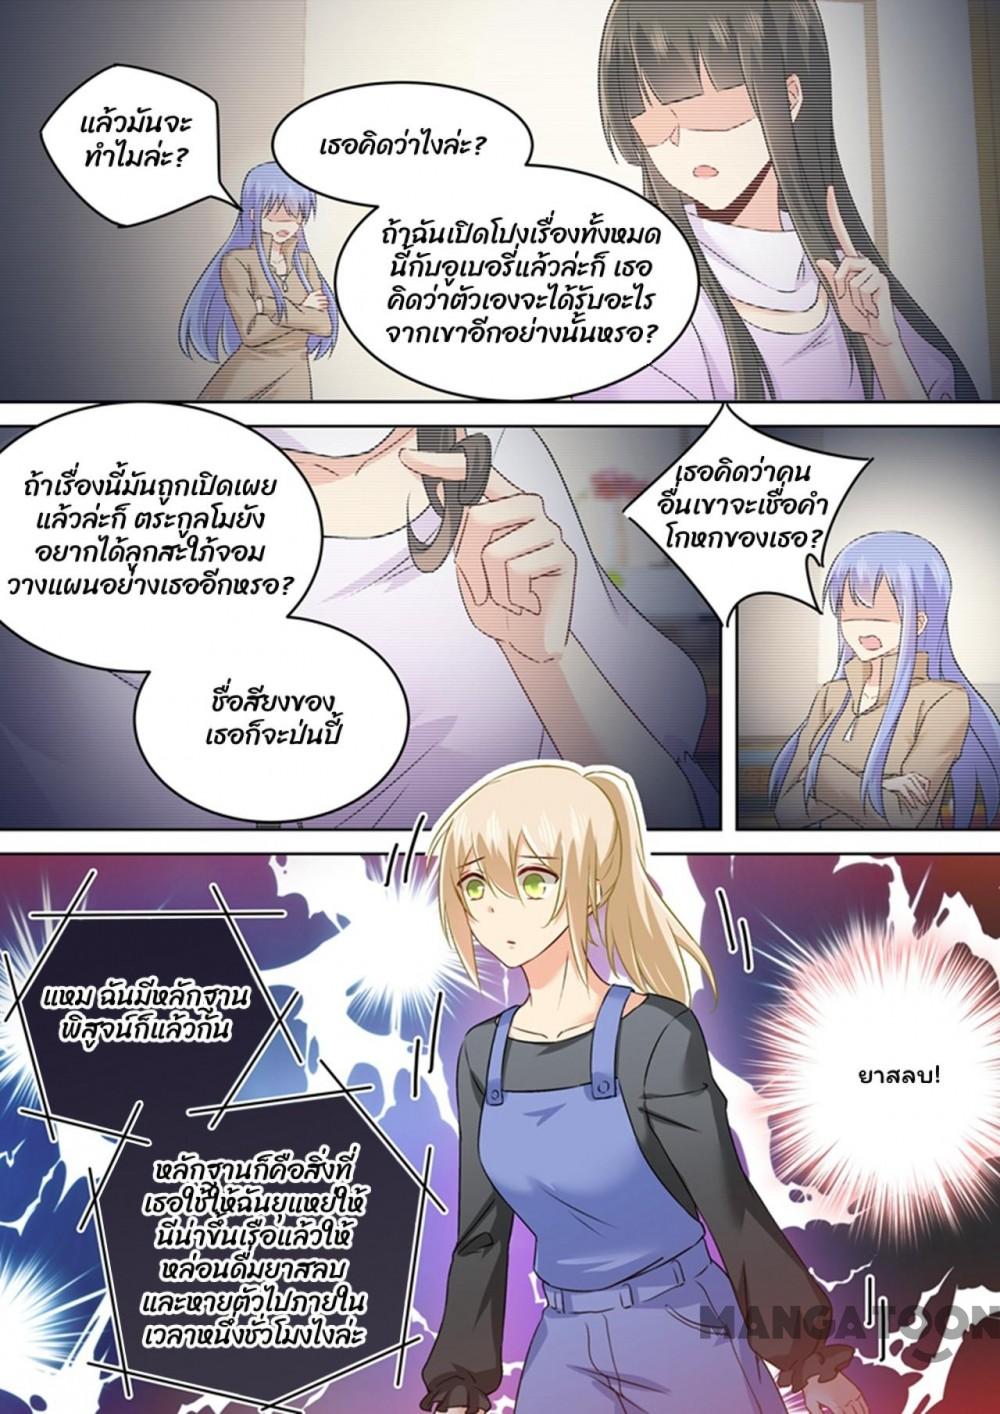 แล้วมันจะ
ทำไมล่ะ?
เธอคิดว่าไงล่ะ?
ถ้าฉันเปิดโปงเรื่องทั้งหมด
นี้กับอูเบอรี่แล้วล่ะก็ เธอ
คิดว่าตัวเองจะได้รับอะไร
จากเขาอีกอย่างนั้นหรอ?
ถ้าเรื่องนี้มันถูกเปิดเผย
แล้วล่ะก็ ตระกูลโมยัง
อยากได้ลูกสะใภ้จอม
วางแผนอย่างเธออีกหรอ?
ชื่อสียงของ
เธอก็จะป่นปี้
เธอคิดว่าคน
อื่นเขาจะเชื่อคำ
โกหกของเธอ?
แหม ฉันมีหลักฐาน
พิสูจน์ก็แล้วกัน
ยาสลบ!
หลักฐานก็คือสิ่งที่
เธอใช้ให้ฉันยุแหย่ให้
นีน่าขึ้นเรือแล้วให้
หล่อนดื่มยาสลบ
และหายตัวไปภายใน
เวลาหนึ่งชั่วโมงไงล่ะ
MANGATOON